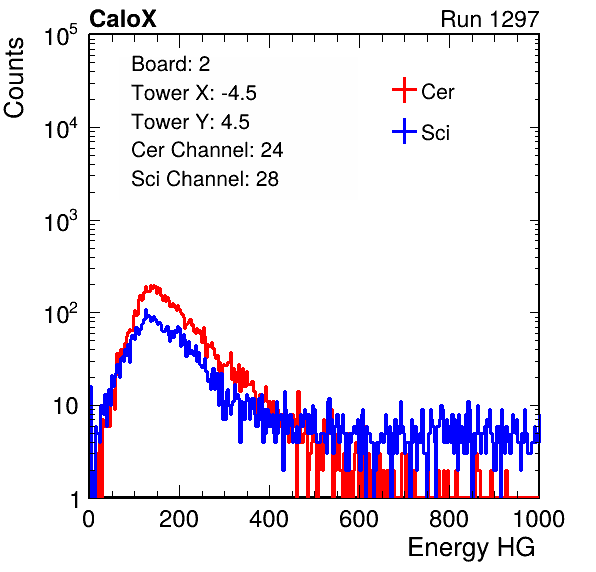 CaloX Run 1297
Counts
10^5
10^4
10^3
10^2
10
1
Board: 2
Tower X: -4.5
Tower Y: 4.5
Cer Channel: 24
Sci Channel: 28
Cer
Sci
0 200 400 600 800 1000
Energy HG